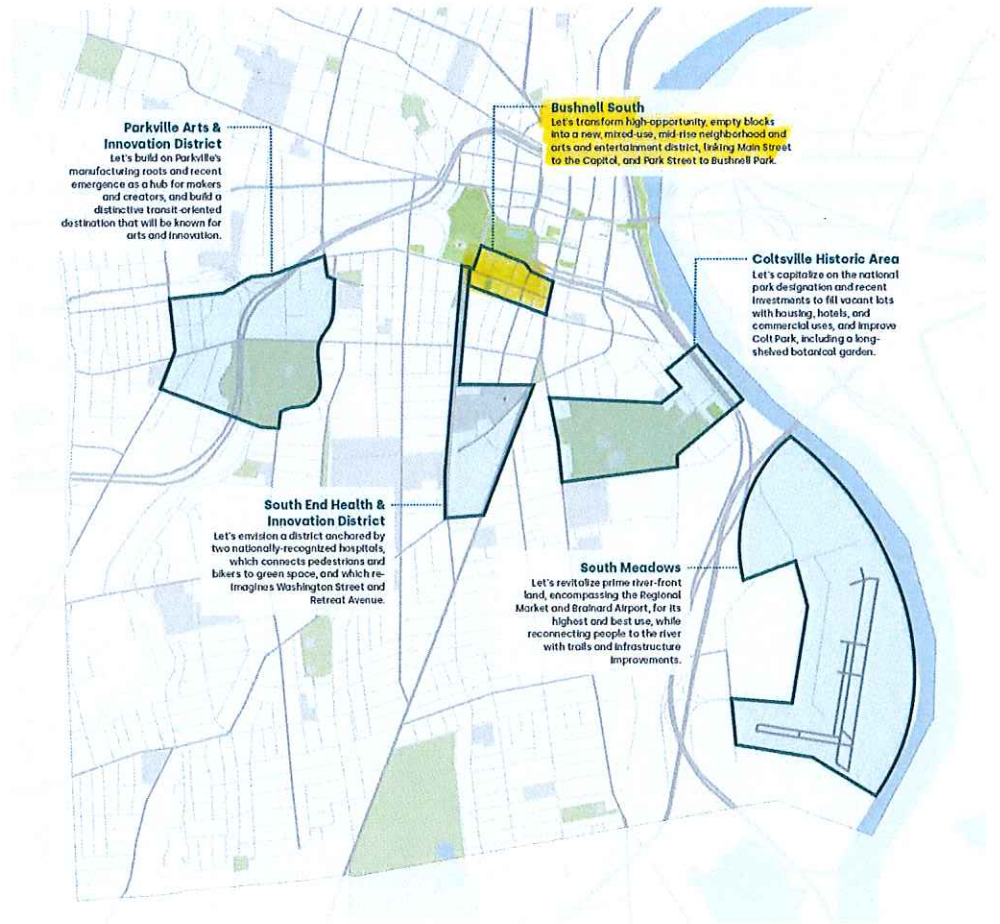 Bushnell South
Let's transform high-opportunity, empty blocks
into a new, mixed-use, mid-rise neighborhood and
arts and entertainment district, linking Main Street
to the Capitol, and Park Street to Bushnell Park.
Parkville Arts &
Innovation District
Let's build on Parkville's
manufacturing roots and recent
emergence as a hub for makers
and creators, and build a
distinctive transit-oriented
destination that will be known for
arts and innovation.
Coltsville Historic Area
Let's capitalize on the national
park designation and recent
investments to fill vacant lots
with housing, hotels, and
commercial uses, and improve
Colt Park, including a long-
shelved botanical garden.
South End Health &
Innovation District
Let's envision a district anchored by
two nationally-recognized hospitals,
which connects pedestrians and
bikers to green space, and which re-
imagines Washington Street and
Retreat Avenue.
South Meadows
Let's revitalize prime river-front
land, encompassing the Regional
Market and Brainard Airport, for its
highest and best use, while
reconnecting people to the river
with trails and infrastructure
improvements.